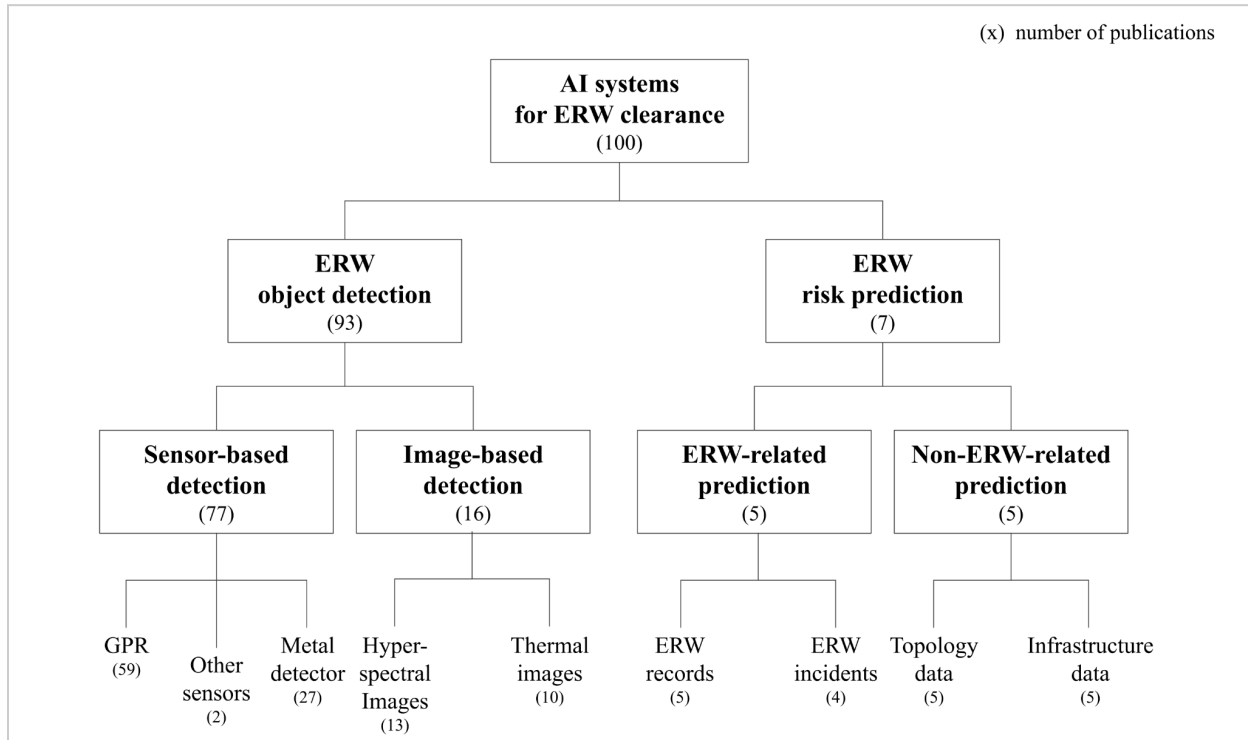 (x) number of publications
AI systems
for ERW clearance
(100)
ERW
object detection
(93)
ERW
risk prediction
(7)
Sensor-based
detection
(77)
Image-based
detection
(16)
ERW-related
prediction
(5)
Non-ERW-related
prediction
(5)
GPR
(59)
Other
sensors
(2)
Metal
detector
(27)
Hyper-
spectral
Images
(13)
Thermal
images
(10)
ERW
records
(5)
ERW
incidents
(4)
Topology
data
(5)
Infrastructure
data
(5)